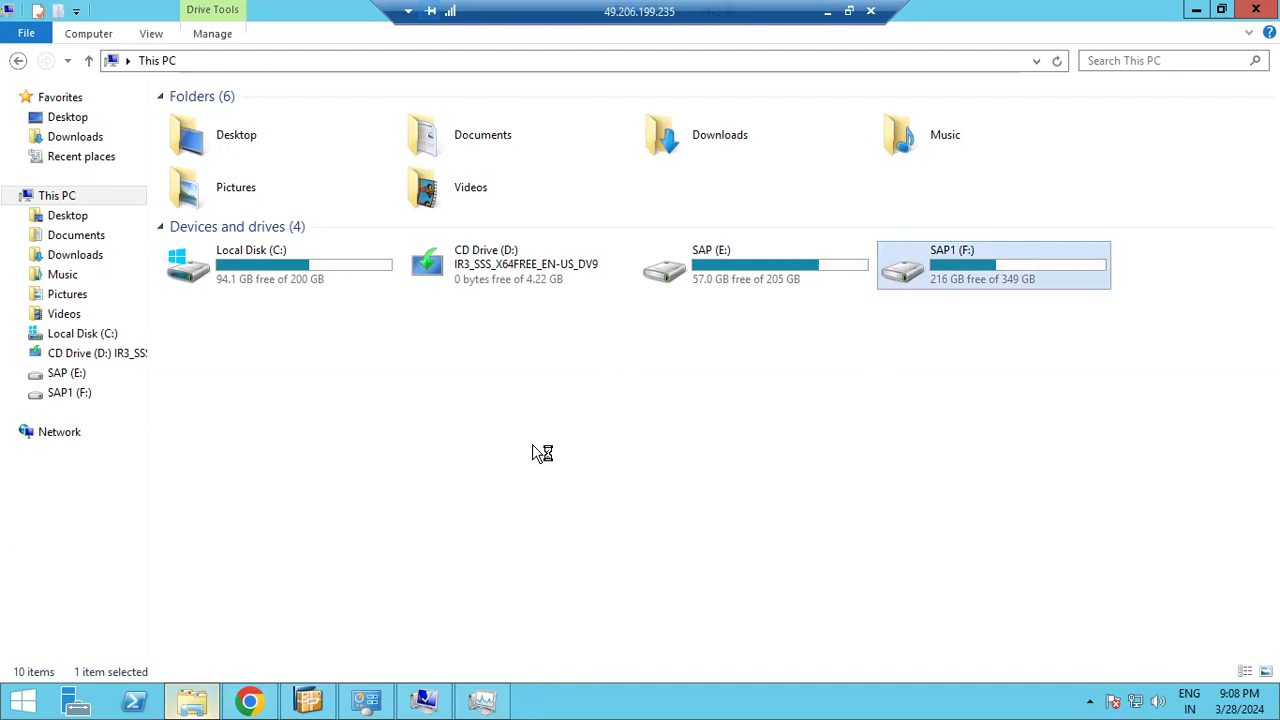 Drive Tools
49.206.199.235
File
Computer
View
Manage
This PC
Search This PC
Favorites
Desktop
Downloads
Recent places
This PC
Desktop
Documents
Downloads
Music
Pictures
Videos
Local Disk (C:)
CD Drive (D:) IR3_SSS
SAP (E:)
SAP1 (F:)
Network
Folders (6)
Desktop
Documents
Downloads
Music
Pictures
Videos
Devices and drives (4)
Local Disk (C:)
94.1 GB free of 200 GB
CD Drive (D:)
IR3_SSS_X64FREE_EN-US_DV9
0 bytes free of 4.22 GB
SAP (E:)
57.0 GB free of 205 GB
SAP1 (F:)
216 GB free of 349 GB
10 items
1 item selected
ENG
IN
9:08 PM
3/28/2024